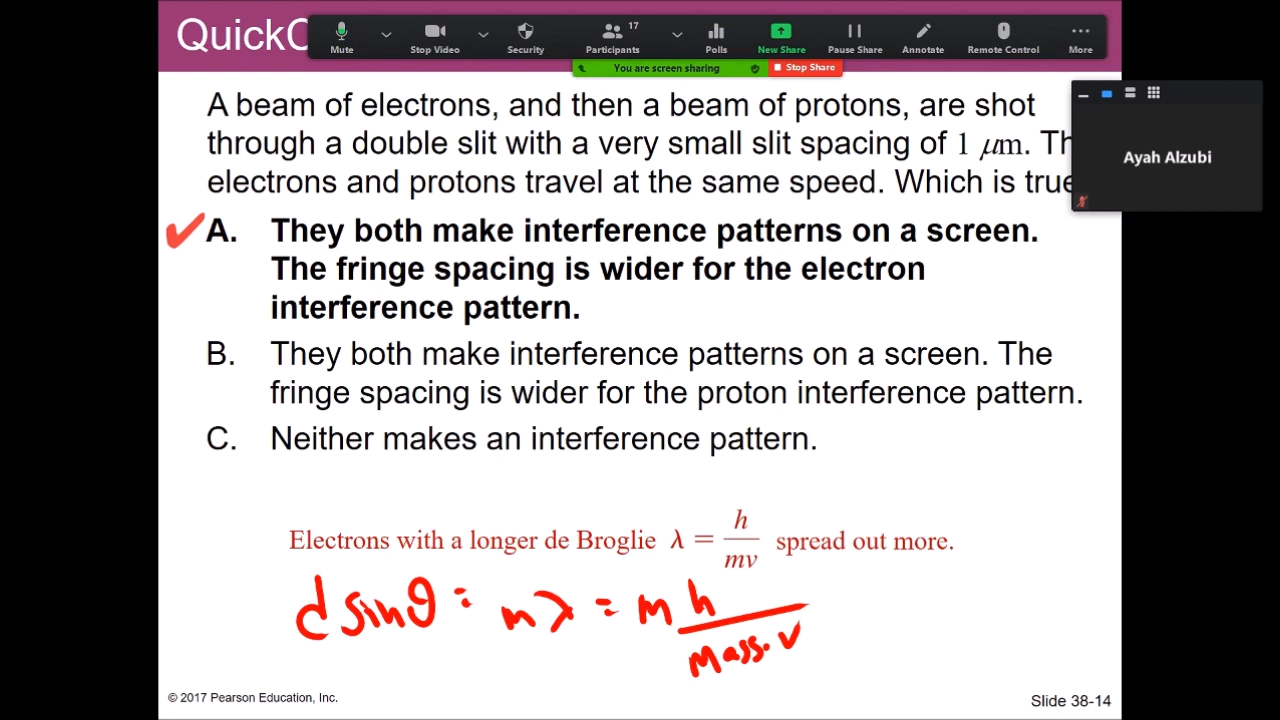 QuickC
Mute
Stop Video
Security
17
Participants
Polls
New Share
Pause Share
Annotate
Remote Control
More
You are screen sharing
Stop Share
Ayah Alzubi
A beam of electrons, and then a beam of protons, are shot
through a double slit with a very small slit spacing of 1 μm. Th
electrons and protons travel at the same speed. Which is true
A. They both make interference patterns on a screen.
The fringe spacing is wider for the electron
interference pattern.
B. They both make interference patterns on a screen. The
fringe spacing is wider for the proton interference pattern.
C. Neither makes an interference pattern.
Electrons with a longer de Broglie λ = h/mv spread out more.
d sinθ = mλ = m h/mass. v
© 2017 Pearson Education, Inc.
Slide 38-14